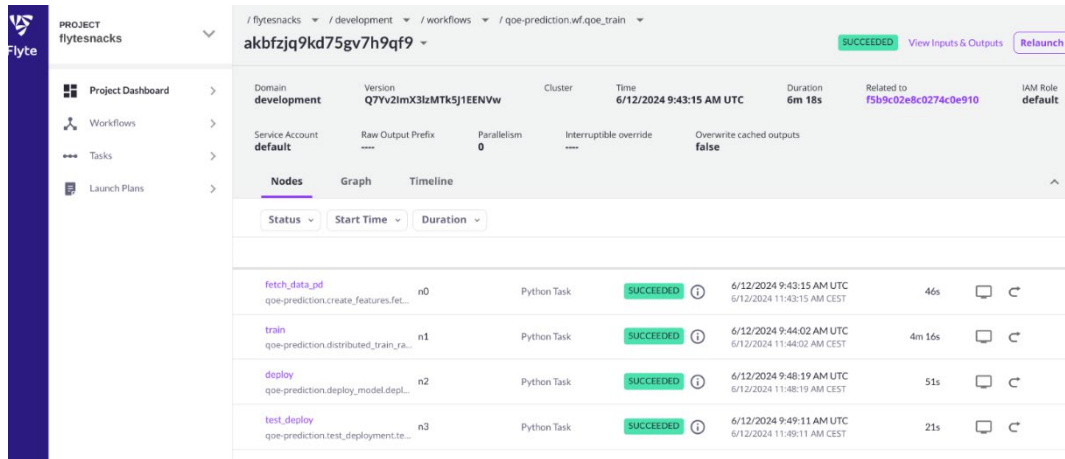 Flyte
PROJECT
flytesnacks
/ flytesnacks / development / workflows / qoe-prediction.wf.qoe_train
akbfzjq9kd75gv7h9qf9
SUCCEEDED View Inputs & Outputs Relaunch
Project Dashboard
Workflows
Tasks
Launch Plans
Domain Version Cluster Time Duration Related to IAM Role
development Q7Yv2ImX3lzMTk5J1EENVw 6/12/2024 9:43:15 AM UTC 6m 18s f5b9c02e8c0274c0e910 default
Service Account Raw Output Prefix Parallelism Interruptible override Overwrite cached outputs
default ---- 0 ---- false
Nodes Graph Timeline
Status Start Time Duration
fetch_data_pd n0 Python Task SUCCEEDED 6/12/2024 9:43:15 AM UTC 46s
qoe-prediction.create_features.fet... 6/12/2024 11:43:15 AM CEST
train n1 Python Task SUCCEEDED 6/12/2024 9:44:02 AM UTC 4m 16s
qoe-prediction.distributed_train_ra... 6/12/2024 11:44:02 AM CEST
deploy n2 Python Task SUCCEEDED 6/12/2024 9:48:19 AM UTC 51s
qoe-prediction.deploy_model.depl... 6/12/2024 11:48:19 AM CEST
test_deploy n3 Python Task SUCCEEDED 6/12/2024 9:49:11 AM UTC 21s
qoe-prediction.test_deployment.te... 6/12/2024 11:49:11 AM CEST